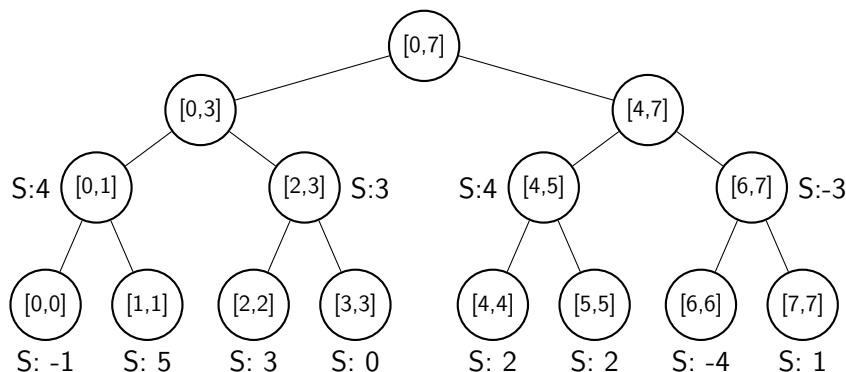 [0,7]
[0,3] [4,7]
S:4 [0,1] [2,3] S:3 S:4 [4,5] [6,7] S:-3
[0,0] [1,1] [2,2] [3,3] [4,4] [5,5] [6,6] [7,7]
S: -1 S: 5 S: 3 S: 0 S: 2 S: 2 S: -4 S: 1